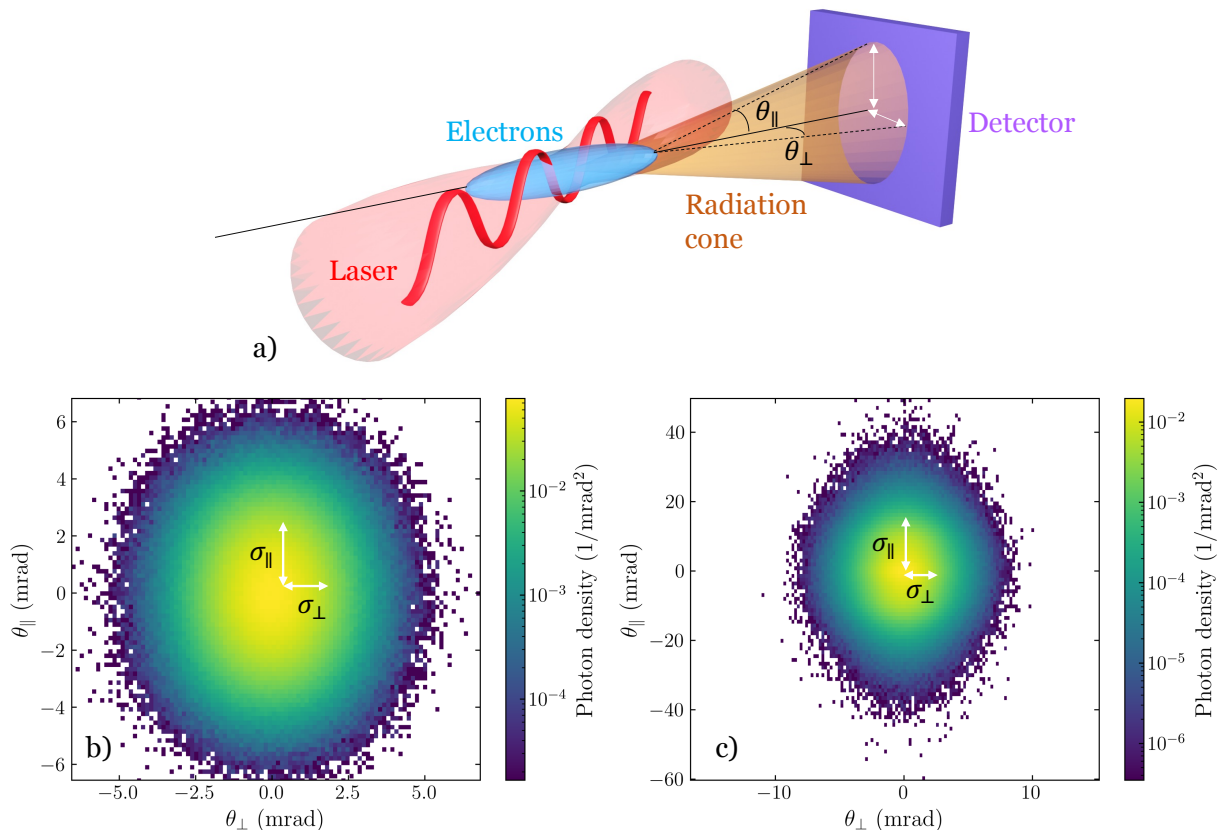 Electrons
θ∥
θ⊥
Detector
Radiation
cone
Laser
a)
6
4
2
0
−2
−4
−6
θ∥ (mrad)
σ∥
σ⊥
b)
−5.0
−2.5
0.0
2.5
5.0
θ⊥ (mrad)
10⁻²
10⁻³
10⁻⁴
Photon density (1/mrad²)
40
20
0
−20
−40
−60
θ∥ (mrad)
σ∥
σ⊥
c)
−10
0
10
θ⊥ (mrad)
10⁻²
10⁻³
10⁻⁴
10⁻⁵
10⁻⁶
Photon density (1/mrad²)